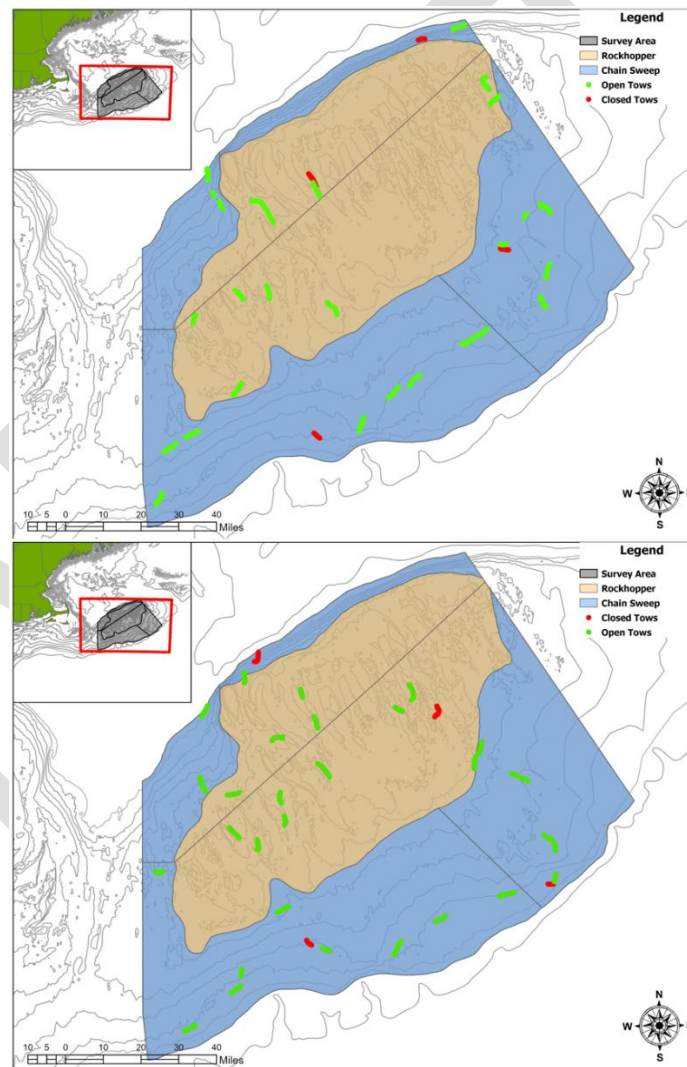 Legend
Survey Area
Rockhopper
Chain Sweep
Open Tows
Closed Tows
N
W
S
10 5 0 10 20 30 40
Miles
Legend
Survey Area
Rockhopper
Chain Sweep
Closed Tows
Open Tows
N
W
S
10 5 0 10 20 30 40
Miles